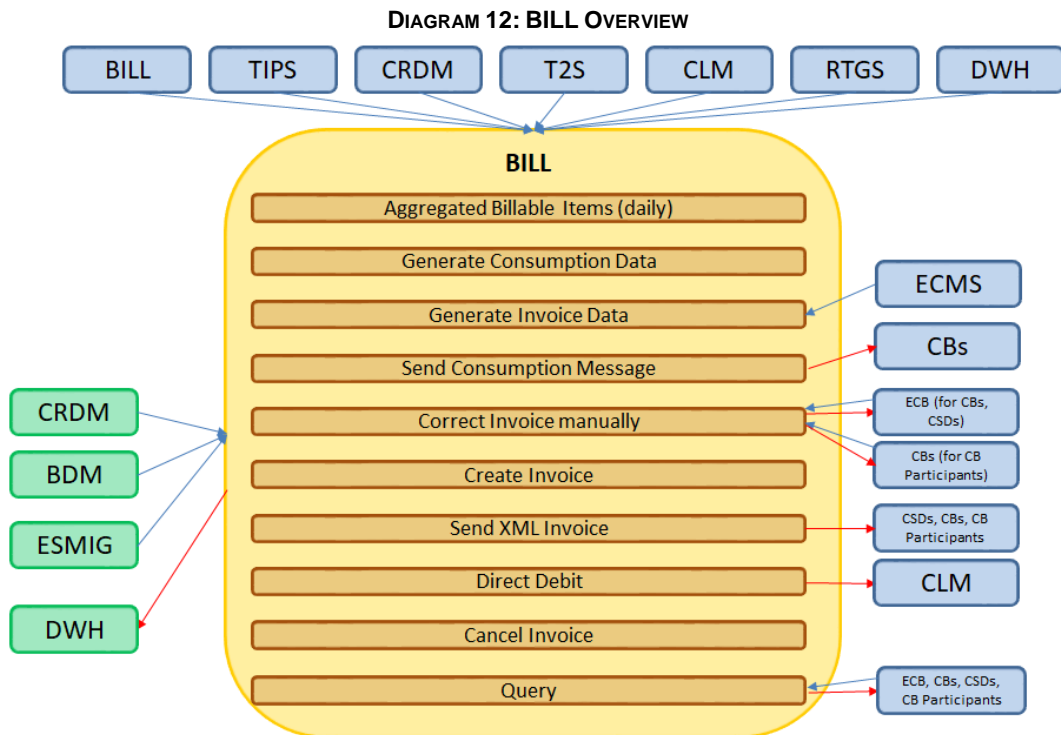 DIAGRAM 12: BILL OVERVIEW
BILL
TIPS
CRDM
T2S
CLM
RTGS
DWH
BILL
Aggregated Billable Items (daily)
Generate Consumption Data
Generate Invoice Data
Send Consumption Message
Correct Invoice manually
Create Invoice
Send XML Invoice
Direct Debit
Cancel Invoice
Query
CRDM
BDM
ESMIG
DWH
ECMS
CBs
ECB (for CBs,
CSDs)
CBs (for CB
Participants)
CSDs, CBs, CB
Participants
CLM
ECB, CBs, CSDs,
CB Participants